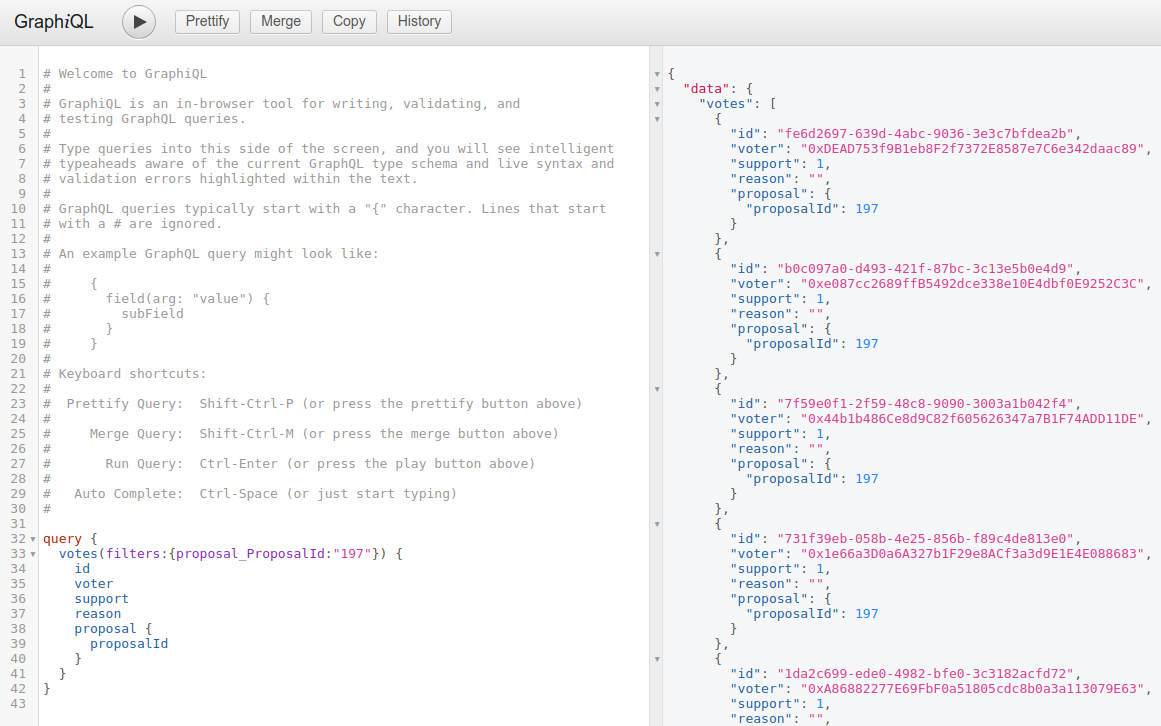 GraphiQL
Prettify
Merge
Copy
History
1 # Welcome to GraphiQL
2 #
3 # GraphiQL is an in-browser tool for writing, validating, and
4 # testing GraphQL queries.
5 #
6 # Type queries into this side of the screen, and you will see intelligent
7 # typeaheads aware of the current GraphQL type schema and live syntax and
8 # validation errors highlighted within the text.
9 #
10 # GraphQL queries typically start with a "{" character. Lines that start
11 # with a # are ignored.
12 #
13 # An example GraphQL query might look like:
14 #
15 #     {
16 #       field(arg: "value") {
17 #         subField
18 #       }
19 #     }
20 #
21 # Keyboard shortcuts:
22 #
23 #  Prettify Query:  Shift-Ctrl-P (or press the prettify button above)
24 #
25 #     Merge Query:  Shift-Ctrl-M (or press the merge button above)
26 #
27 #       Run Query:  Ctrl-Enter (or press the play button above)
28 #
29 #   Auto Complete:  Ctrl-Space (or just start typing)
30 #
31
32 query {
33   votes(filters:{proposal_ProposalId:"197"}) {
34     id
35     voter
36     support
37     reason
38     proposal {
39       proposalId
40     }
41   }
42 }
43
{
  "data": {
    "votes": [
      {
        "id": "fe6d2697-639d-4abc-9036-3e3c7bfdea2b",
        "voter": "0xDEAD753f9B1eb8F2f7372E8587e7C6e342daac89",
        "support": 1,
        "reason": "",
        "proposal": {
          "proposalId": 197
        }
      },
      {
        "id": "b0c097a0-d493-421f-87bc-3c13e5b0e4d9",
        "voter": "0xe087cc2689ffB5492dce338e10E4dbf0E9252C3C",
        "support": 1,
        "reason": "",
        "proposal": {
          "proposalId": 197
        }
      },
      {
        "id": "7f59e0f1-2f59-48c8-9090-3003a1b042f4",
        "voter": "0x44b1b486Ce8d9C82f605626347a7B1F74ADD11DE",
        "support": 1,
        "reason": "",
        "proposal": {
          "proposalId": 197
        }
      },
      {
        "id": "731f39eb-058b-4e25-856b-f89c4de813e0",
        "voter": "0x1e66a3D0a6A327b1F29e8ACf3a3d9E1E4E088683",
        "support": 1,
        "reason": "",
        "proposal": {
          "proposalId": 197
        }
      },
      {
        "id": "1da2c699-ede0-4982-bfe0-3c3182acfd72",
        "voter": "0xA86882277E69FbF0a51805cdc8b0a3a113079E63",
        "support": 1,
        "reason": "",